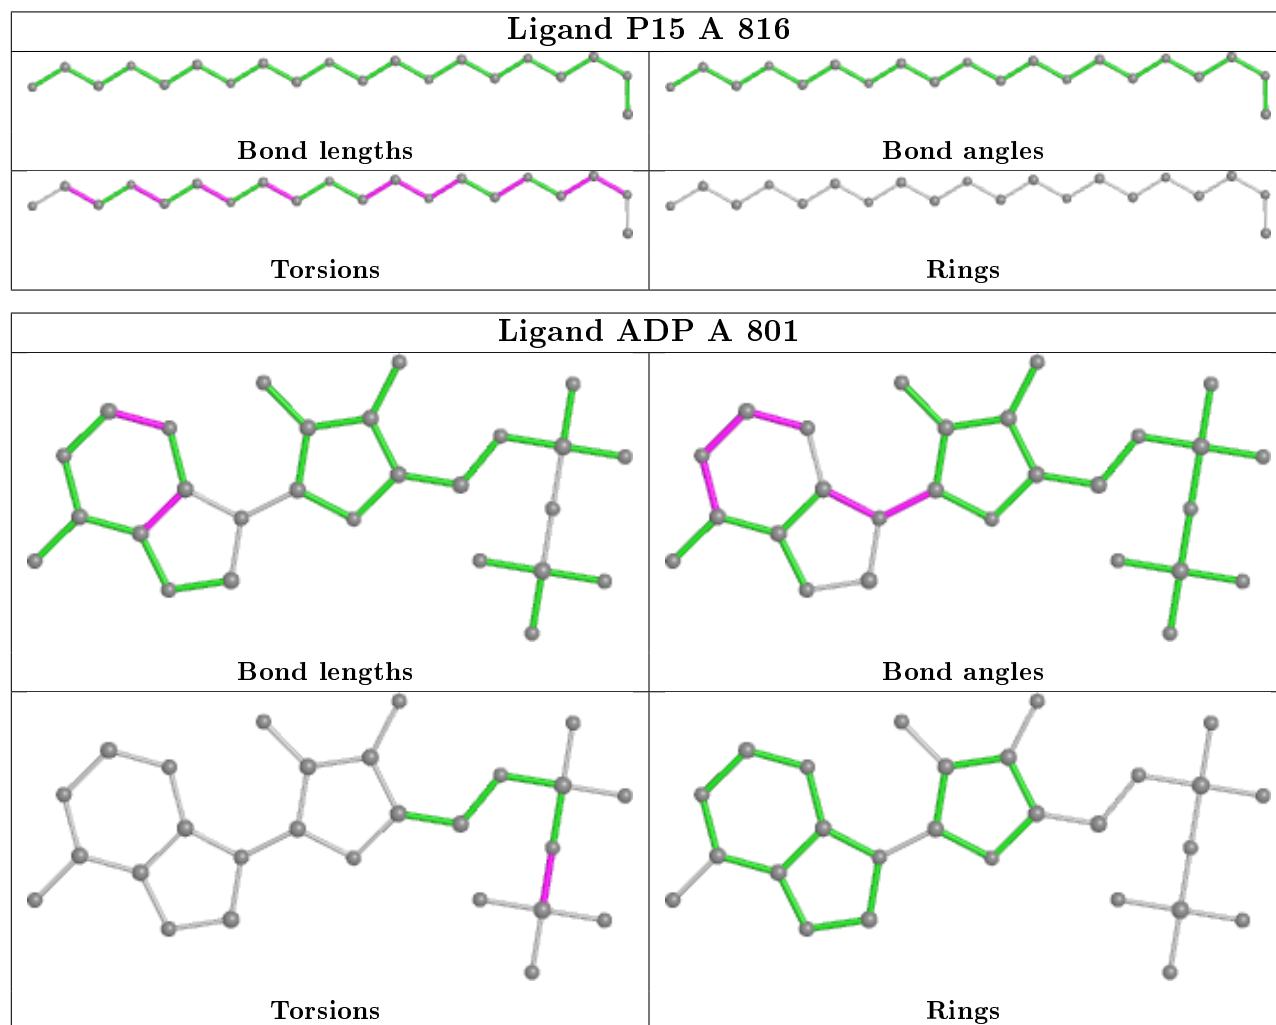 Ligand P15 A 816
Bond lengths
Bond angles
Torsions
Rings
Ligand ADP A 801
Bond lengths
Bond angles
Torsions
Rings